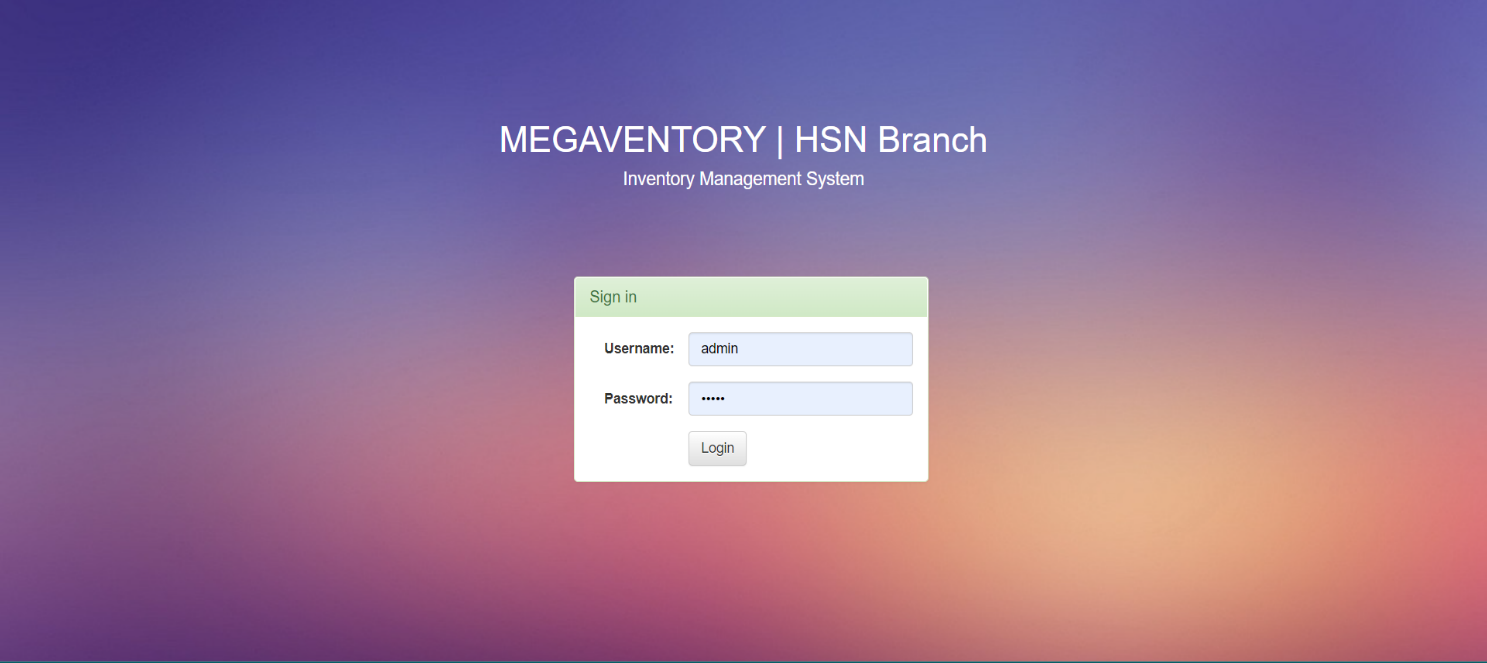 MEGAVENTORY | HSN Branch
Inventory Management System
Sign in
Username: admin
Password: •••••
Login